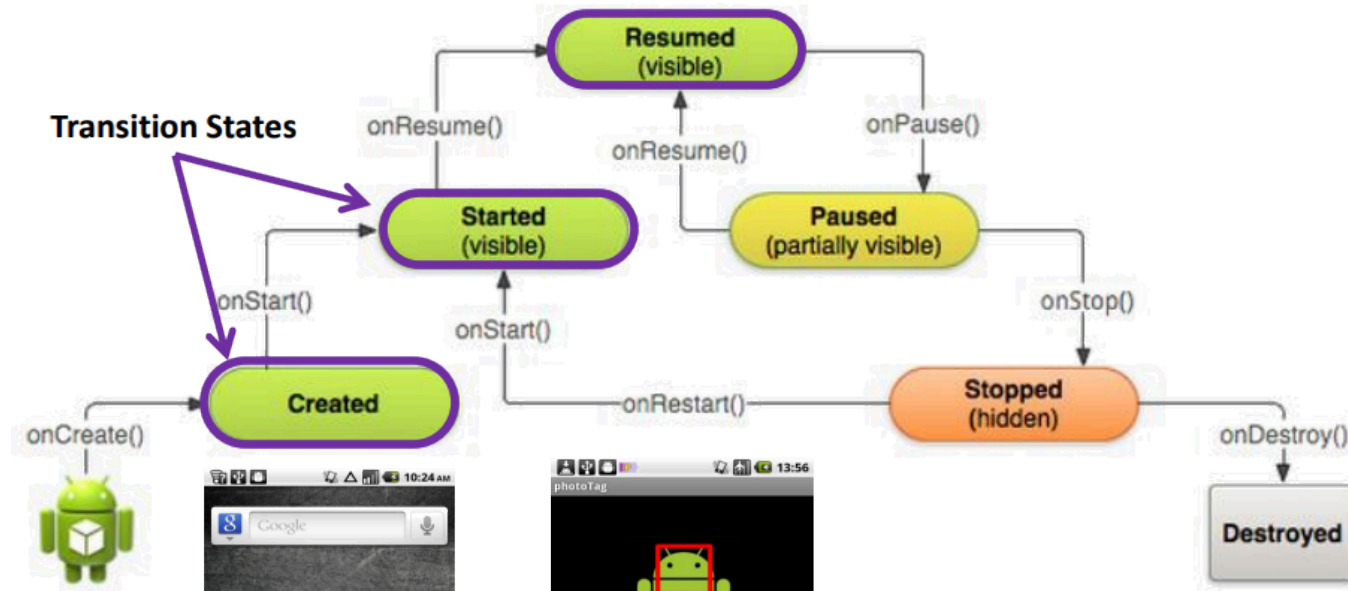 Resumed
(visible)
Transition States
onResume()
onPause()
onResume()
Started
(visible)
Paused
(partially visible)
onStart()
onStart()
onStop()
Created
onRestart()
Stopped
(hidden)
onCreate()
onDestroy()
10:24 AM
13:56
photoTag
8 Google
Destroyed